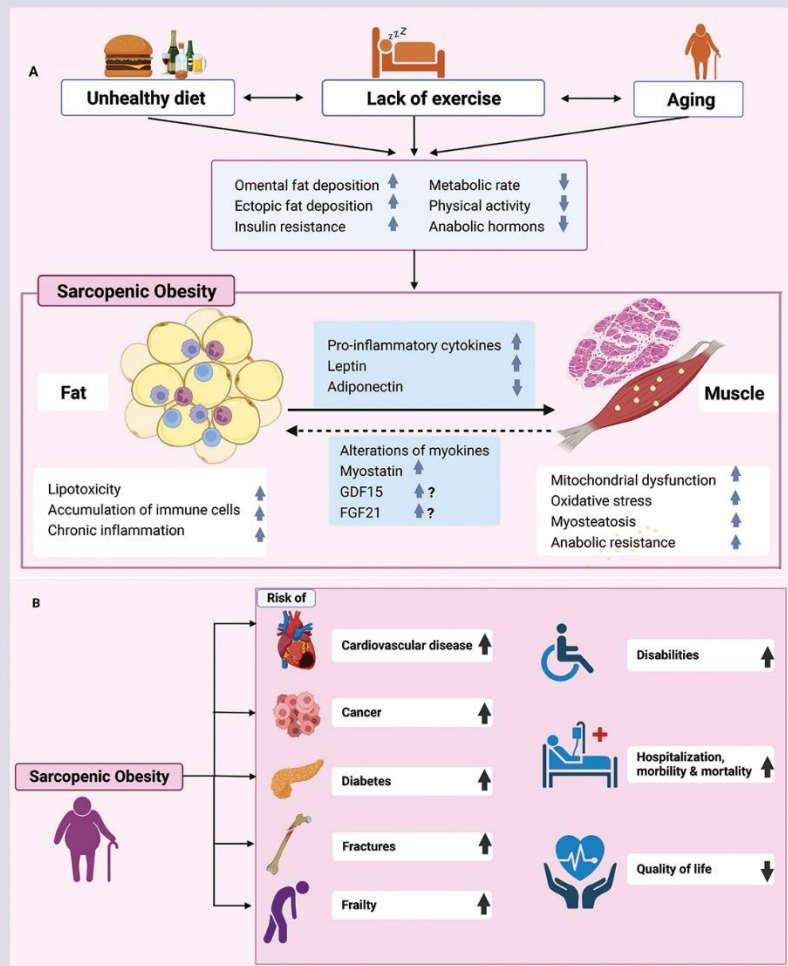 A
zzz
Unhealthy diet
Lack of exercise
Aging
Omental fat deposition
Ectopic fat deposition
Insulin resistance
Metabolic rate
Physical activity
Anabolic hormons
Sarcopenic Obesity
Fat
Pro-inflammatory cytokines
Leptin
Adiponectin
Muscle
Alterations of myokines
Myostatin
GDF15 ?
FGF21 ?
Lipotoxicity
Accumulation of immune cells
Chronic inflammation
Mitochondrial dysfunction
Oxidative stress
Myosteatosis
Anabolic resistance
B
Risk of
Sarcopenic Obesity
Cardiovascular disease
Cancer
Diabetes
Fractures
Frailty
Disabilities
Hospitalization,
morbility & mortality
Quality of life